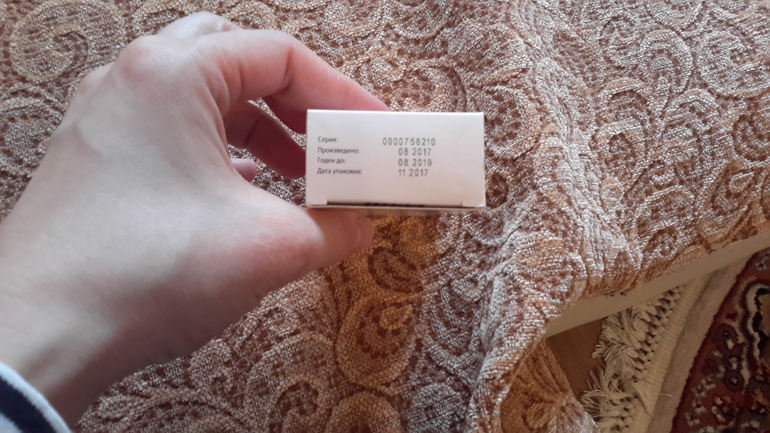 Серия: 0000756210
Произведено: 08 2017
Годен до: 08 2019
Дата упаковки: 11 2017